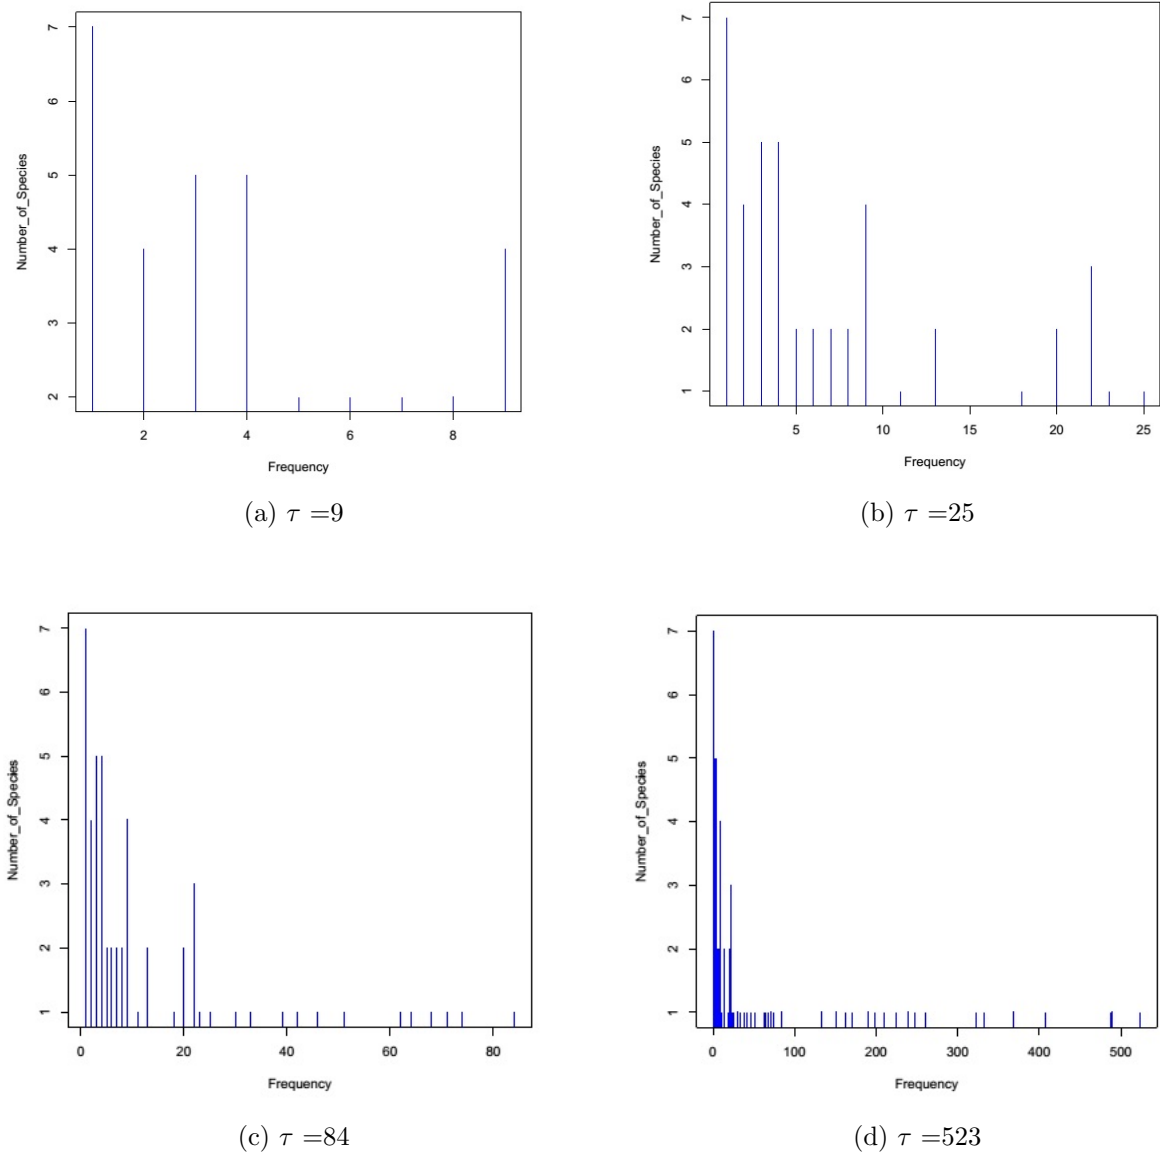 7
6
5
4
3
2
Number_of_Species
2 4 6 8
Frequency
(a) τ =9
7
6
5
4
3
2
1
Number_of_Species
5 10 15 20 25
Frequency
(b) τ =25
7
6
5
4
3
2
1
Number_of_Species
0 20 40 60 80
Frequency
(c) τ =84
7
6
5
4
3
2
1
Number_of_Species
0 100 200 300 400 500
Frequency
(d) τ =523